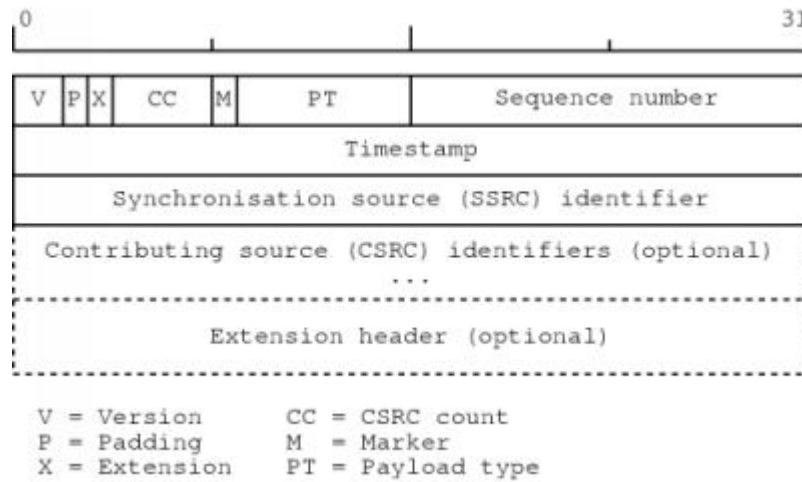 0 31
V P X CC M PT Sequence number
Timestamp
Synchronisation source (SSRC) identifier
Contributing source (CSRC) identifiers (optional)
...
Extension header (optional)
V = Version CC = CSRC count
P = Padding M = Marker
X = Extension PT = Payload type